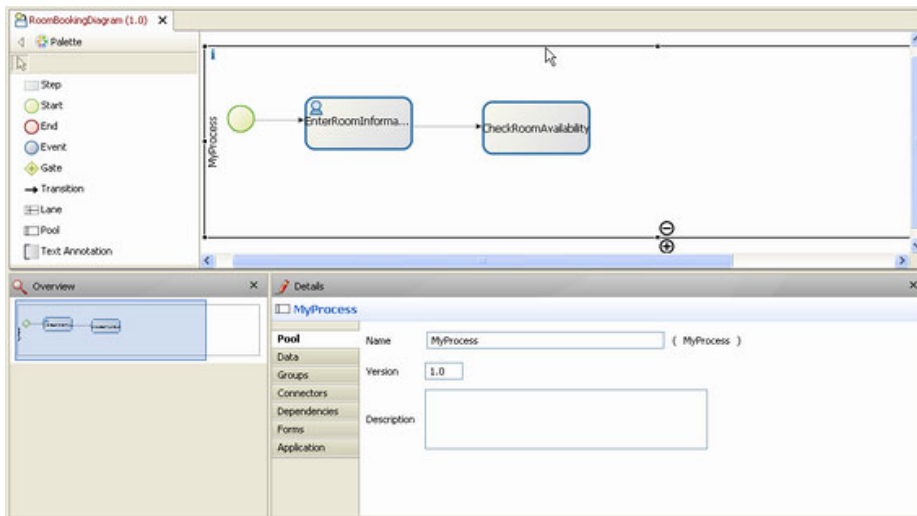 RoomBookingDiagram (1.0)
Palette
Step
Start
End
Event
Gate
Transition
Lane
Pool
Text Annotation
MyProcess
EnterRoomInforma...
CheckRoomAvailability
Overview
Details
MyProcess
Pool
Data
Groups
Connectors
Dependencies
Forms
Application
Name MyProcess ( MyProcess )
Version 1.0
Description